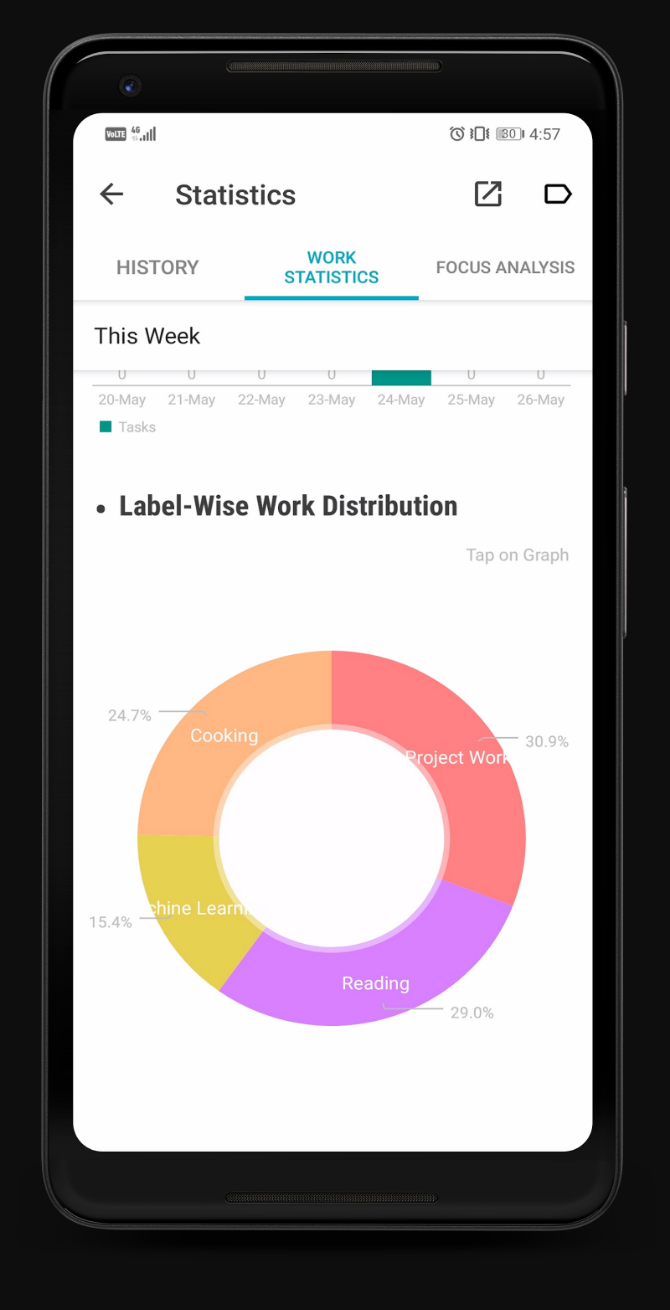 VoLTE 4G 80 4:57
Statistics
HISTORY
WORK
STATISTICS
FOCUS ANALYSIS
This Week
0 0 0 0 0 0
20-May 21-May 22-May 23-May 24-May 25-May 26-May
Tasks
• Label-Wise Work Distribution
Tap on Graph
24.7%
Cooking
30.9%
Project Work
chine Learni
15.4%
Reading
29.0%